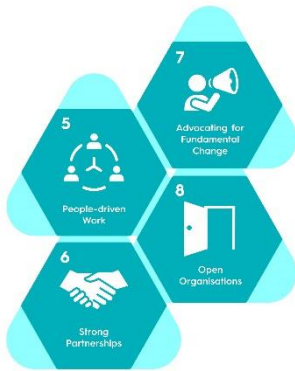 5
People-driven
Work
6
Strong
Partnerships
7
Advocating for
Fundamental
Change
8
Open
Organisations